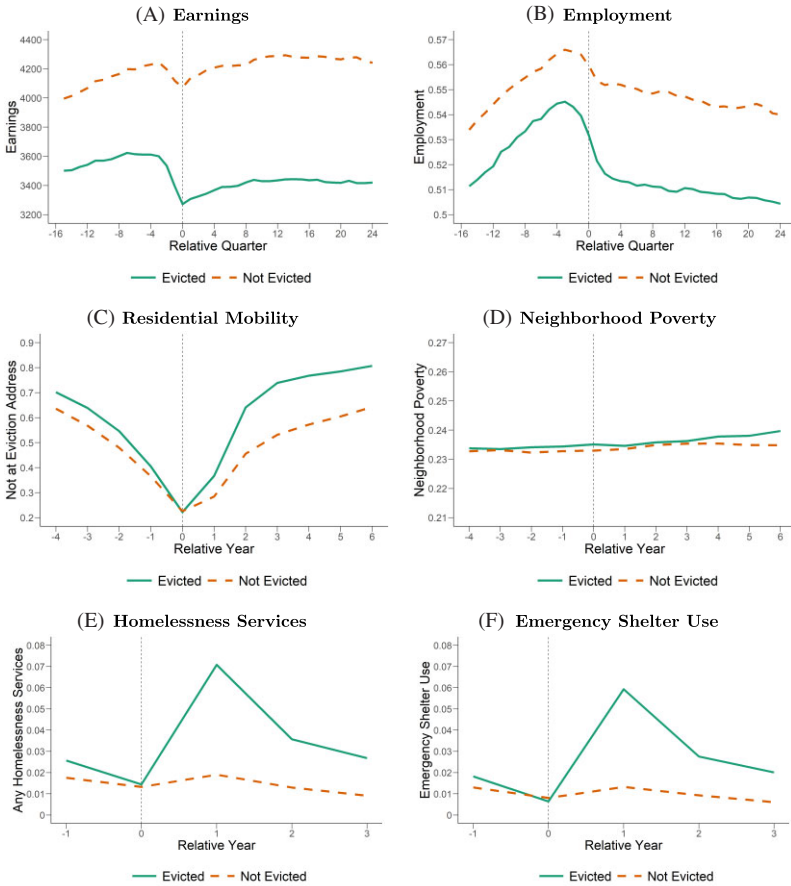 (A) Earnings
(B) Employment
Earnings
4400
4200
4000
3800
3600
3400
3200
-16 -12 -8 -4 0 4 8 12 16 20 24
Relative Quarter
Evicted Not Evicted
Employment
0.57
0.56
0.55
0.54
0.53
0.52
0.51
0.5
-16 -12 -8 -4 0 4 8 12 16 20 24
Relative Quarter
Evicted Not Evicted
(C) Residential Mobility
(D) Neighborhood Poverty
Not at Eviction Address
0.9
0.8
0.7
0.6
0.5
0.4
0.3
0.2
-4 -3 -2 -1 0 1 2 3 4 5 6
Relative Year
Evicted Not Evicted
Neighborhood Poverty
0.27
0.26
0.25
0.24
0.23
0.22
0.21
-4 -3 -2 -1 0 1 2 3 4 5 6
Relative Year
Evicted Not Evicted
(E) Homelessness Services
(F) Emergency Shelter Use
Any Homelessness Services
0.08
0.07
0.06
0.05
0.04
0.03
0.02
0.01
0
-1 0 1 2 3
Relative Year
Evicted Not Evicted
Emergency Shelter Use
0.08
0.07
0.06
0.05
0.04
0.03
0.02
0.01
0
-1 0 1 2 3
Relative Year
Evicted Not Evicted